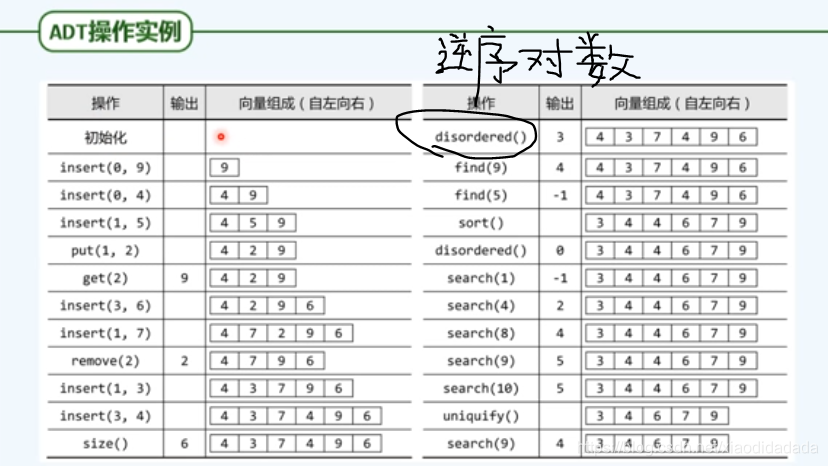 ADT操作实例
逆序对数
操作 输出 向量组成（自左向右）
初始化
insert(0, 9) 9
insert(0, 4) 4 9
insert(1, 5) 4 5 9
put(1, 2) 4 2 9
get(2) 9 4 2 9
insert(3, 6) 4 2 9 6
insert(1, 7) 4 7 2 9 6
remove(2) 2 4 7 9 6
insert(1, 3) 4 3 7 9 6
insert(3, 4) 4 3 7 4 9 6
size() 6 4 3 7 4 9 6
操作 输出 向量组成（自左向右）
disordered() 3 4 3 7 4 9 6
find(9) 4 4 3 7 4 9 6
find(5) -1 4 3 7 4 9 6
sort() 3 4 4 6 7 9
disordered() 0 3 4 4 6 7 9
search(1) -1 3 4 4 6 7 9
search(4) 2 3 4 4 6 7 9
search(8) 4 3 4 4 6 7 9
search(9) 5 3 4 4 6 7 9
search(10) 5 3 4 4 6 7 9
uniquify() 3 4 6 7 9
search(9) 4 3 4 6 7 9